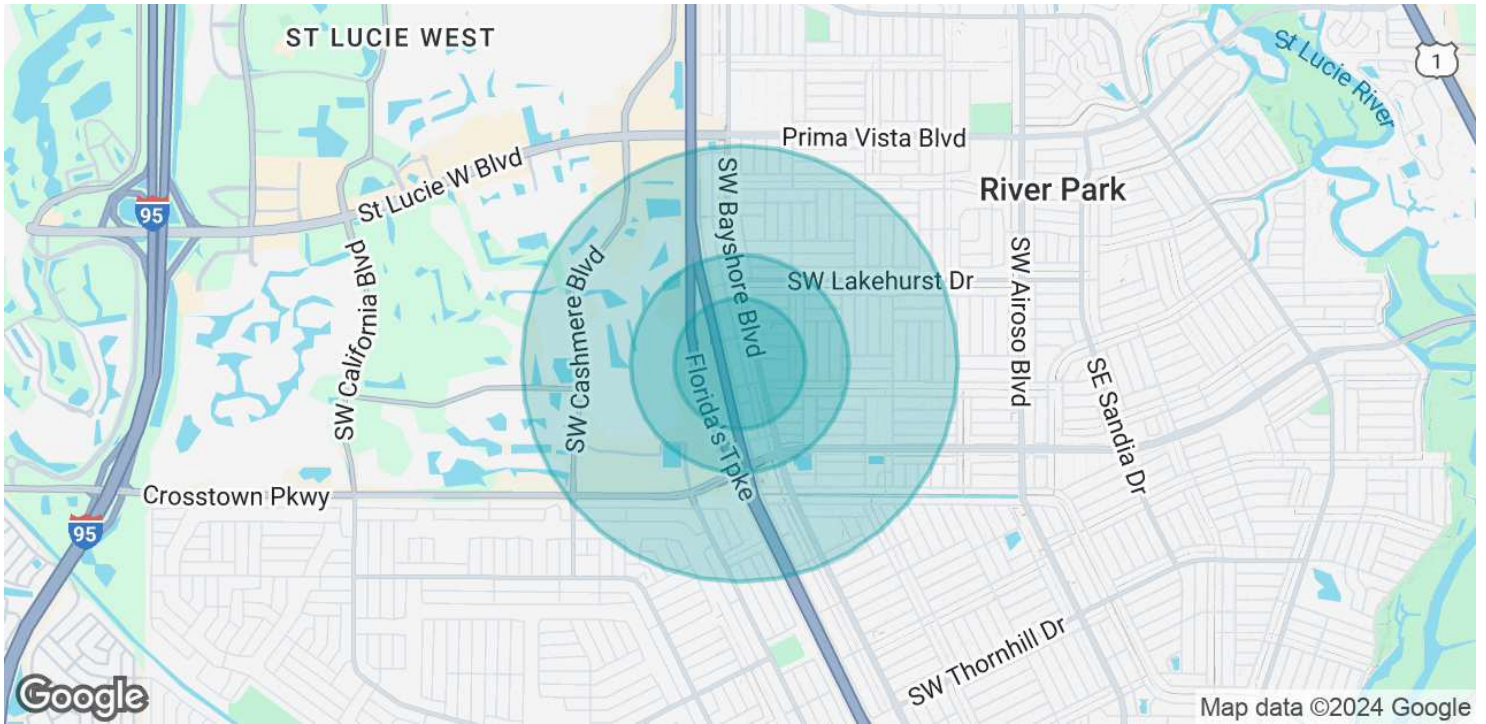 ST LUCIE WEST
1
St Lucie River
Prima Vista Blvd
St Lucie W Blvd
SW Bayshore Blvd
River Park
95
SW California Blvd
SW Cashmere Blvd
SW Lakehurst Dr
SW Airoso Blvd
Florida's Tpke
SE Sandia Dr
Crosstown Pkwy
95
SW Thornhill Dr
Google
Map data ©2024 Google